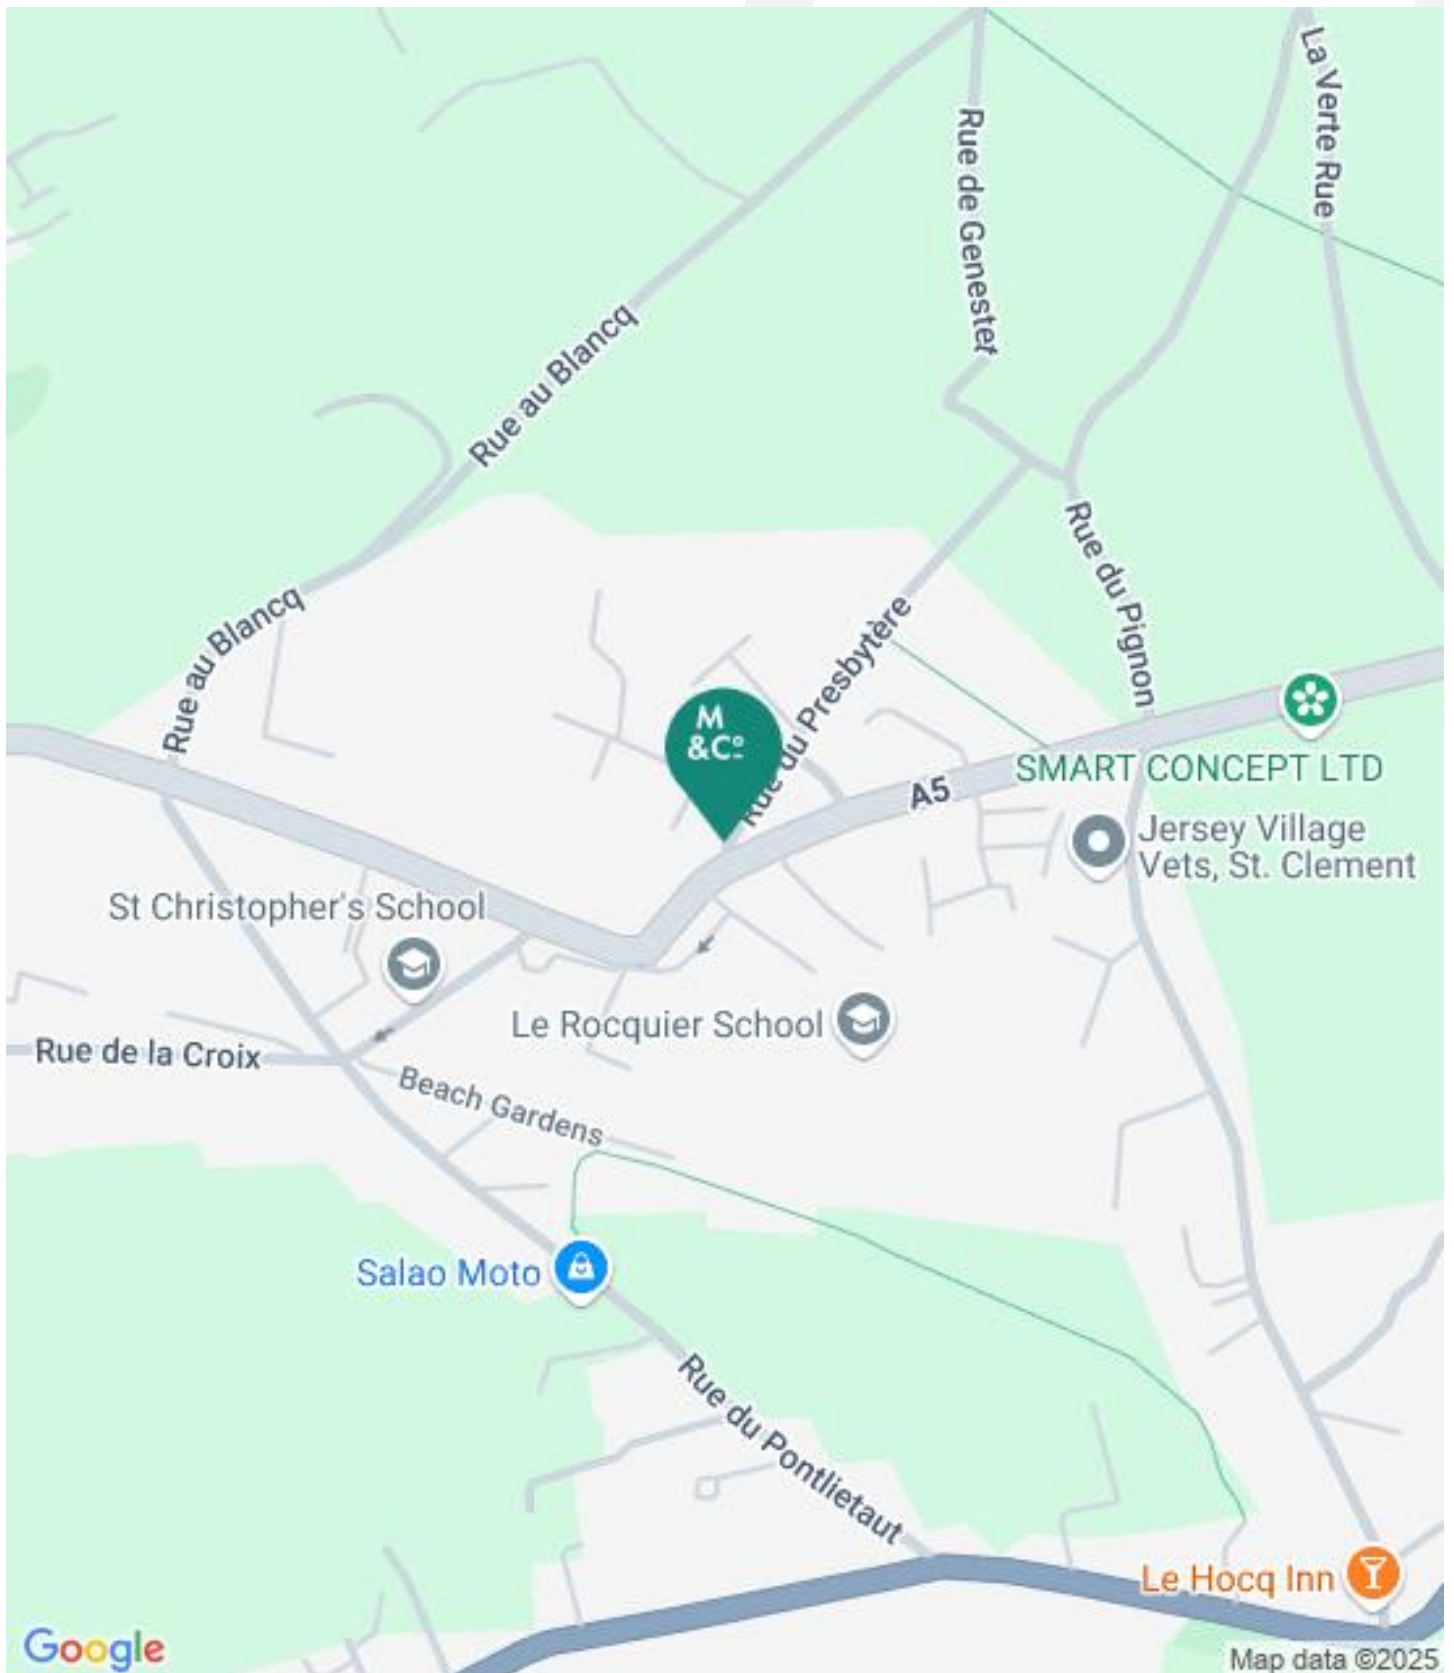 La Verte Rue
Rue de Genestet
Rue au Blancq
Rue du Pignon
Rue au Blancq
Rue du Presbytère
M
&Cº
A5
SMART CONCEPT LTD
Jersey Village
Vets, St. Clement
St Christopher's School
Le Rocquier School
Rue de la Croix
Beach Gardens
Salao Moto
Rue du Pontlietaut
Le Hocq Inn
Google
Map data ©2025